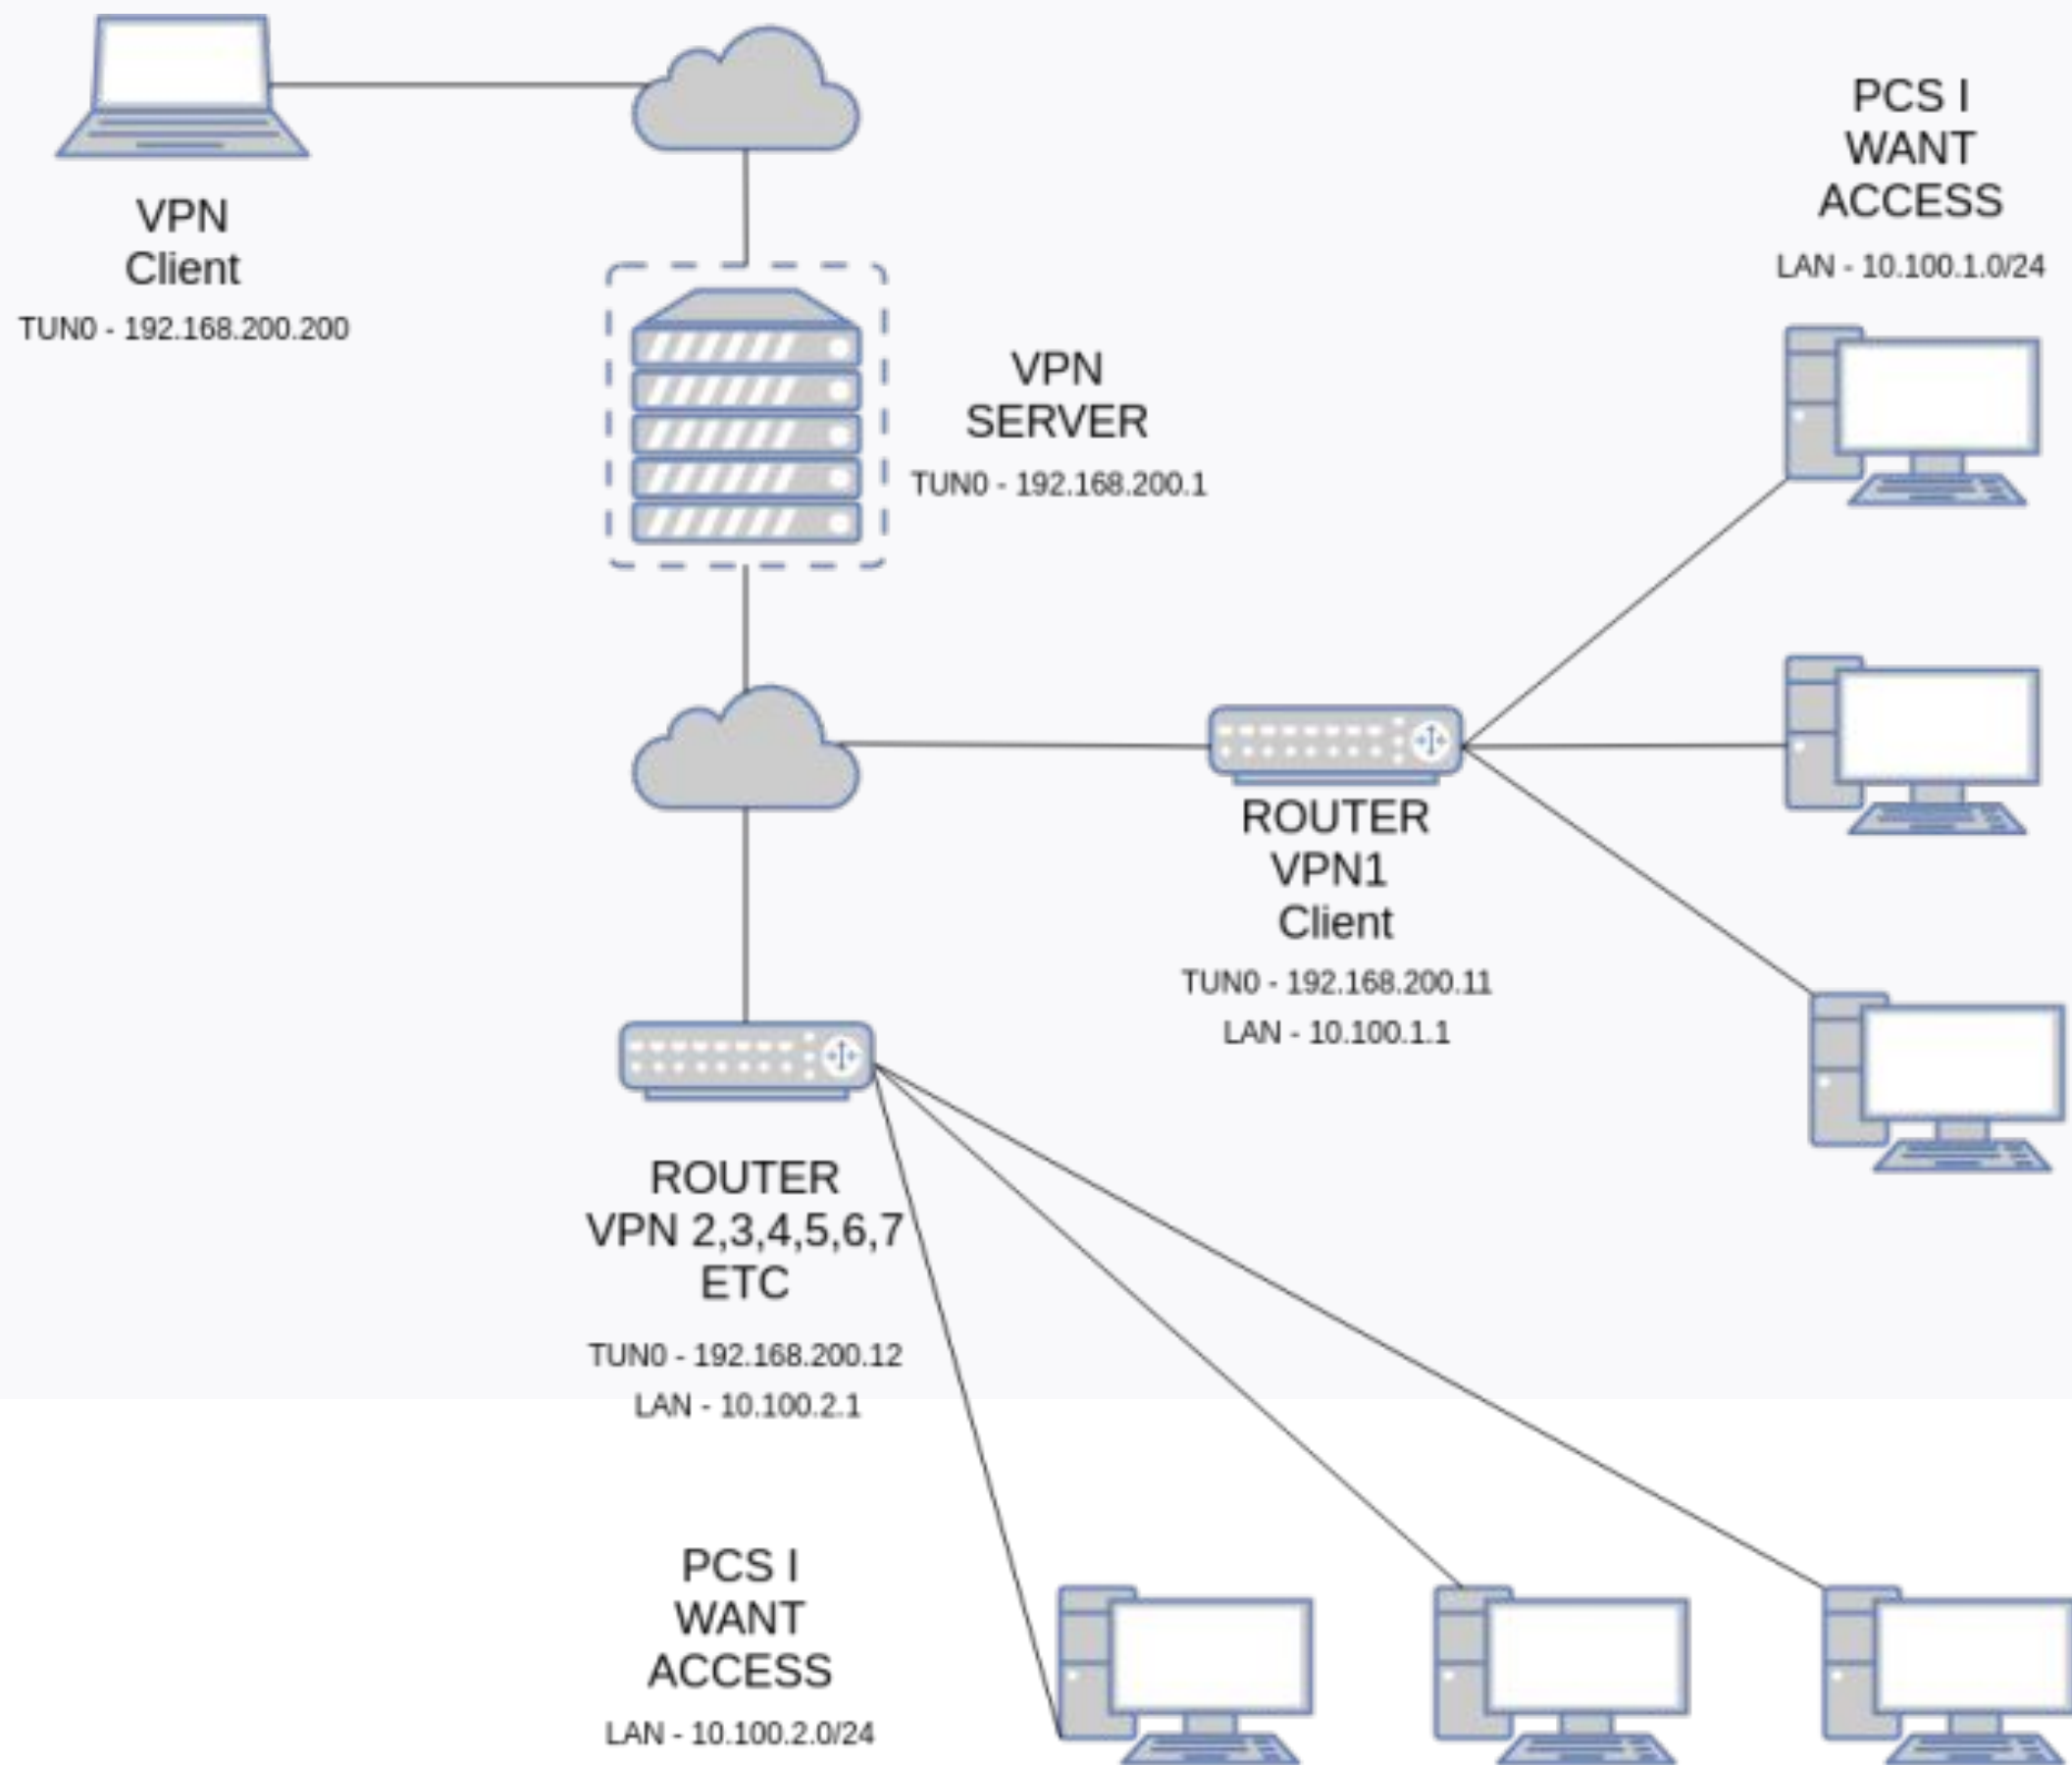 VPN
Client
TUN0 - 192.168.200.200
VPN
SERVER
TUN0 - 192.168.200.1
PCS I
WANT
ACCESS
LAN - 10.100.1.0/24
ROUTER
VPN1
Client
TUN0 - 192.168.200.11
LAN - 10.100.1.1
ROUTER
VPN 2,3,4,5,6,7
ETC
TUN0 - 192.168.200.12
LAN - 10.100.2.1
PCS I
WANT
ACCESS
LAN - 10.100.2.0/24